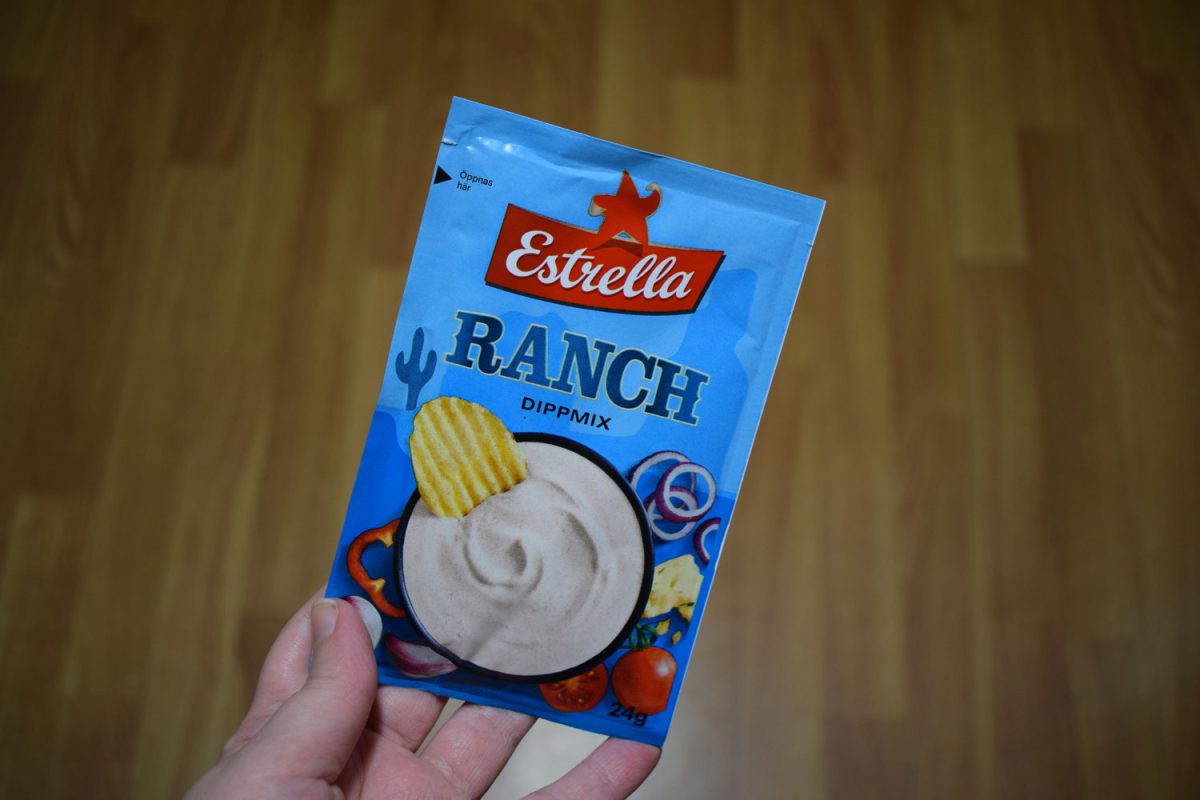 Öppnas
här
Estrella
RANCH
DIPPMIX
24g